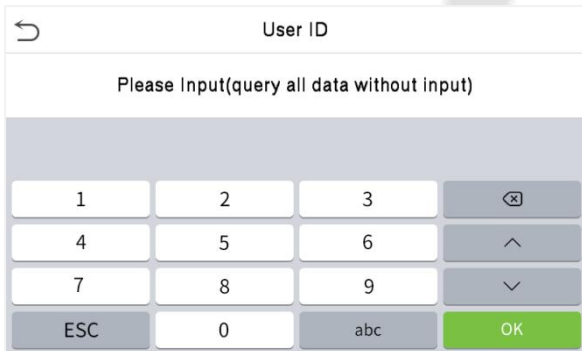 User ID
Please Input(query all data without input)
1 2 3
4 5 6
7 8 9
ESC 0 abc OK